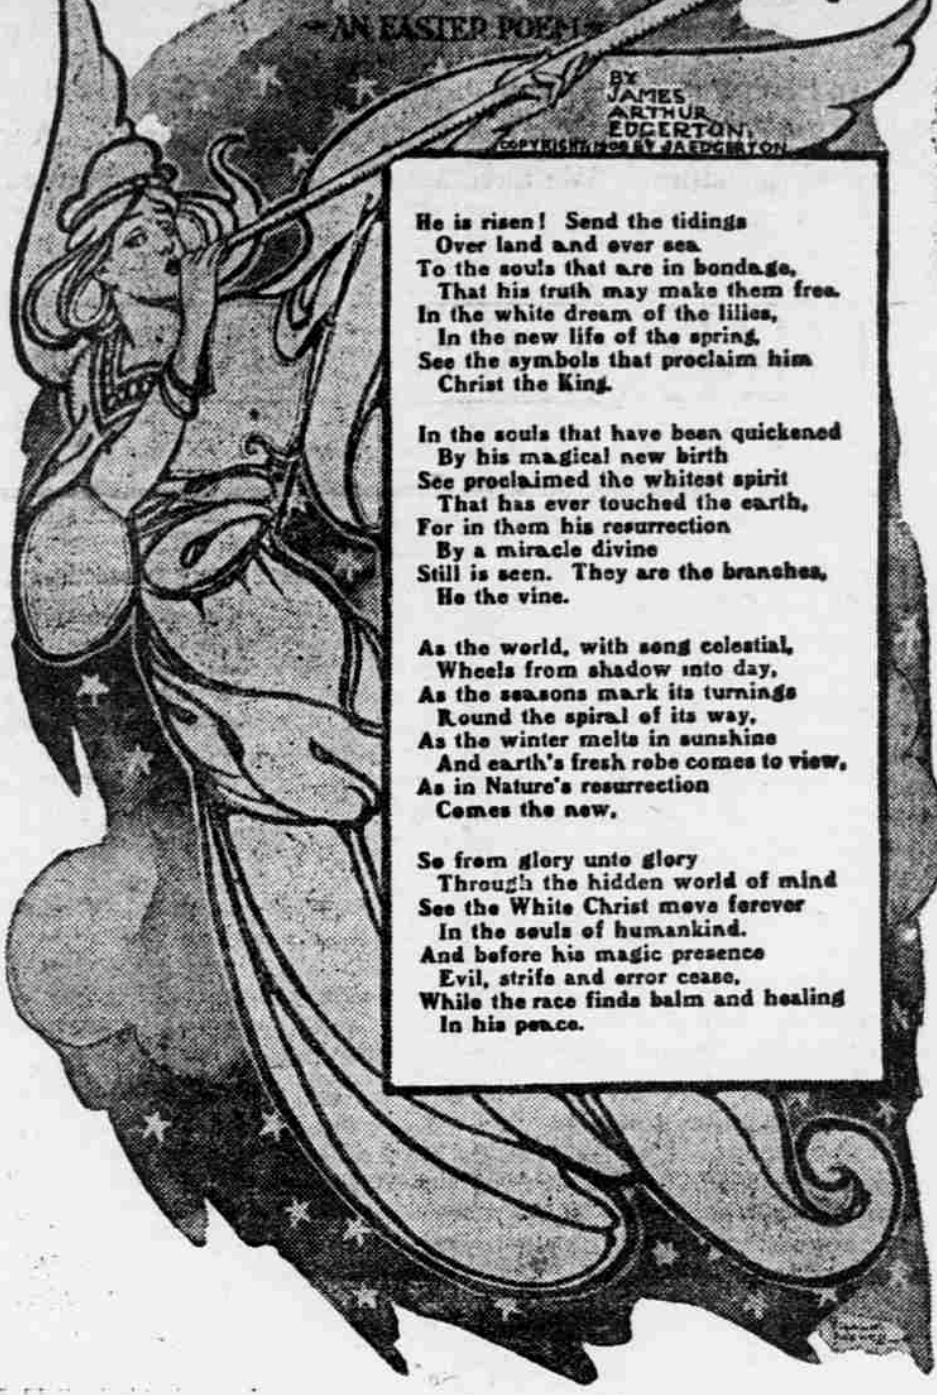 AN EASTER POEM
BY
JAMES
ARTHUR
EDGERTON.
COPYRIGHT, 1908 BY J.A. EDGERTON
He is risen! Send the tidings
Over land and over sea
To the souls that are in bondage,
That his truth may make them free.
In the white dream of the lilies,
In the new life of the spring,
See the symbols that proclaim him
Christ the King.
In the souls that have been quickened
By his magical new birth
See proclaimed the whitest spirit
That has ever touched the earth,
For in them his resurrection
By a miracle divine
Still is seen. They are the branches,
He the vine.
As the world, with song celestial,
Wheels from shadow into day,
As the seasons mark its turnings
Round the spiral of its way,
As the winter melts in sunshine
And earth's fresh robe comes to view,
As in Nature's resurrection
Comes the new,
So from glory unto glory
Through the hidden world of mind
See the White Christ move forever
In the souls of humankind.
And before his magic presence
Evil, strife and error cease,
While the race finds balm and healing
In his peace.